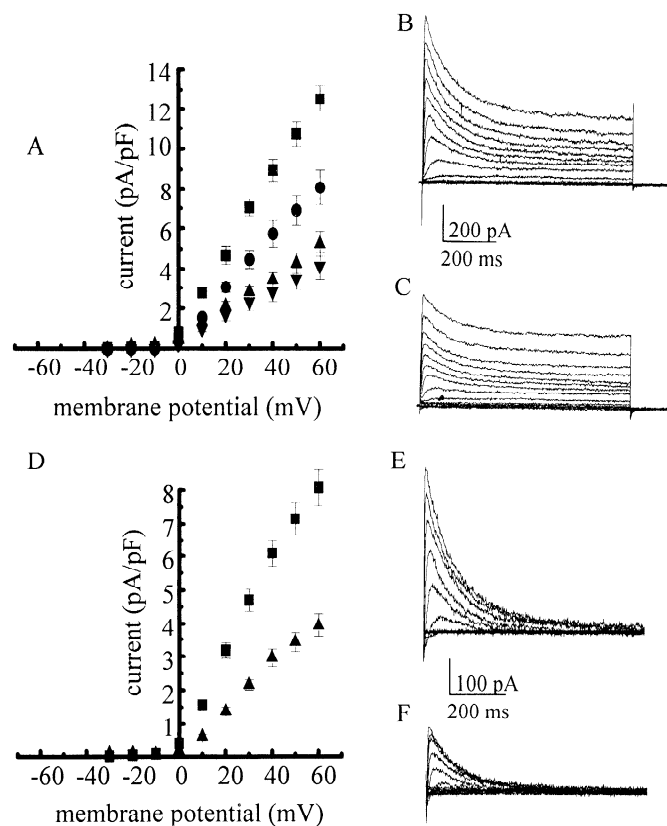 A
current (pA/pF)
14
12
10
8
6
4
2
-60 -40 -20 0 20 40 60
membrane potential (mV)
B
200 pA
200 ms
C
D
current (pA/pF)
8
7
6
5
4
3
2
1
-60 -40 -20 0 20 40 60
membrane potential (mV)
E
100 pA
200 ms
F